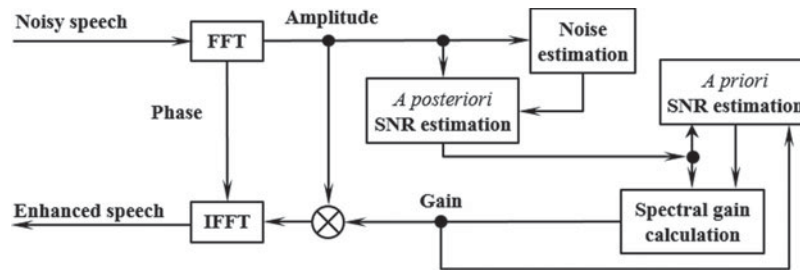 Noisy speech
FFT
Amplitude
Noise
estimation
A posteriori
SNR estimation
A priori
SNR estimation
Phase
Enhanced speech
IFFT
Gain
Spectral gain
calculation